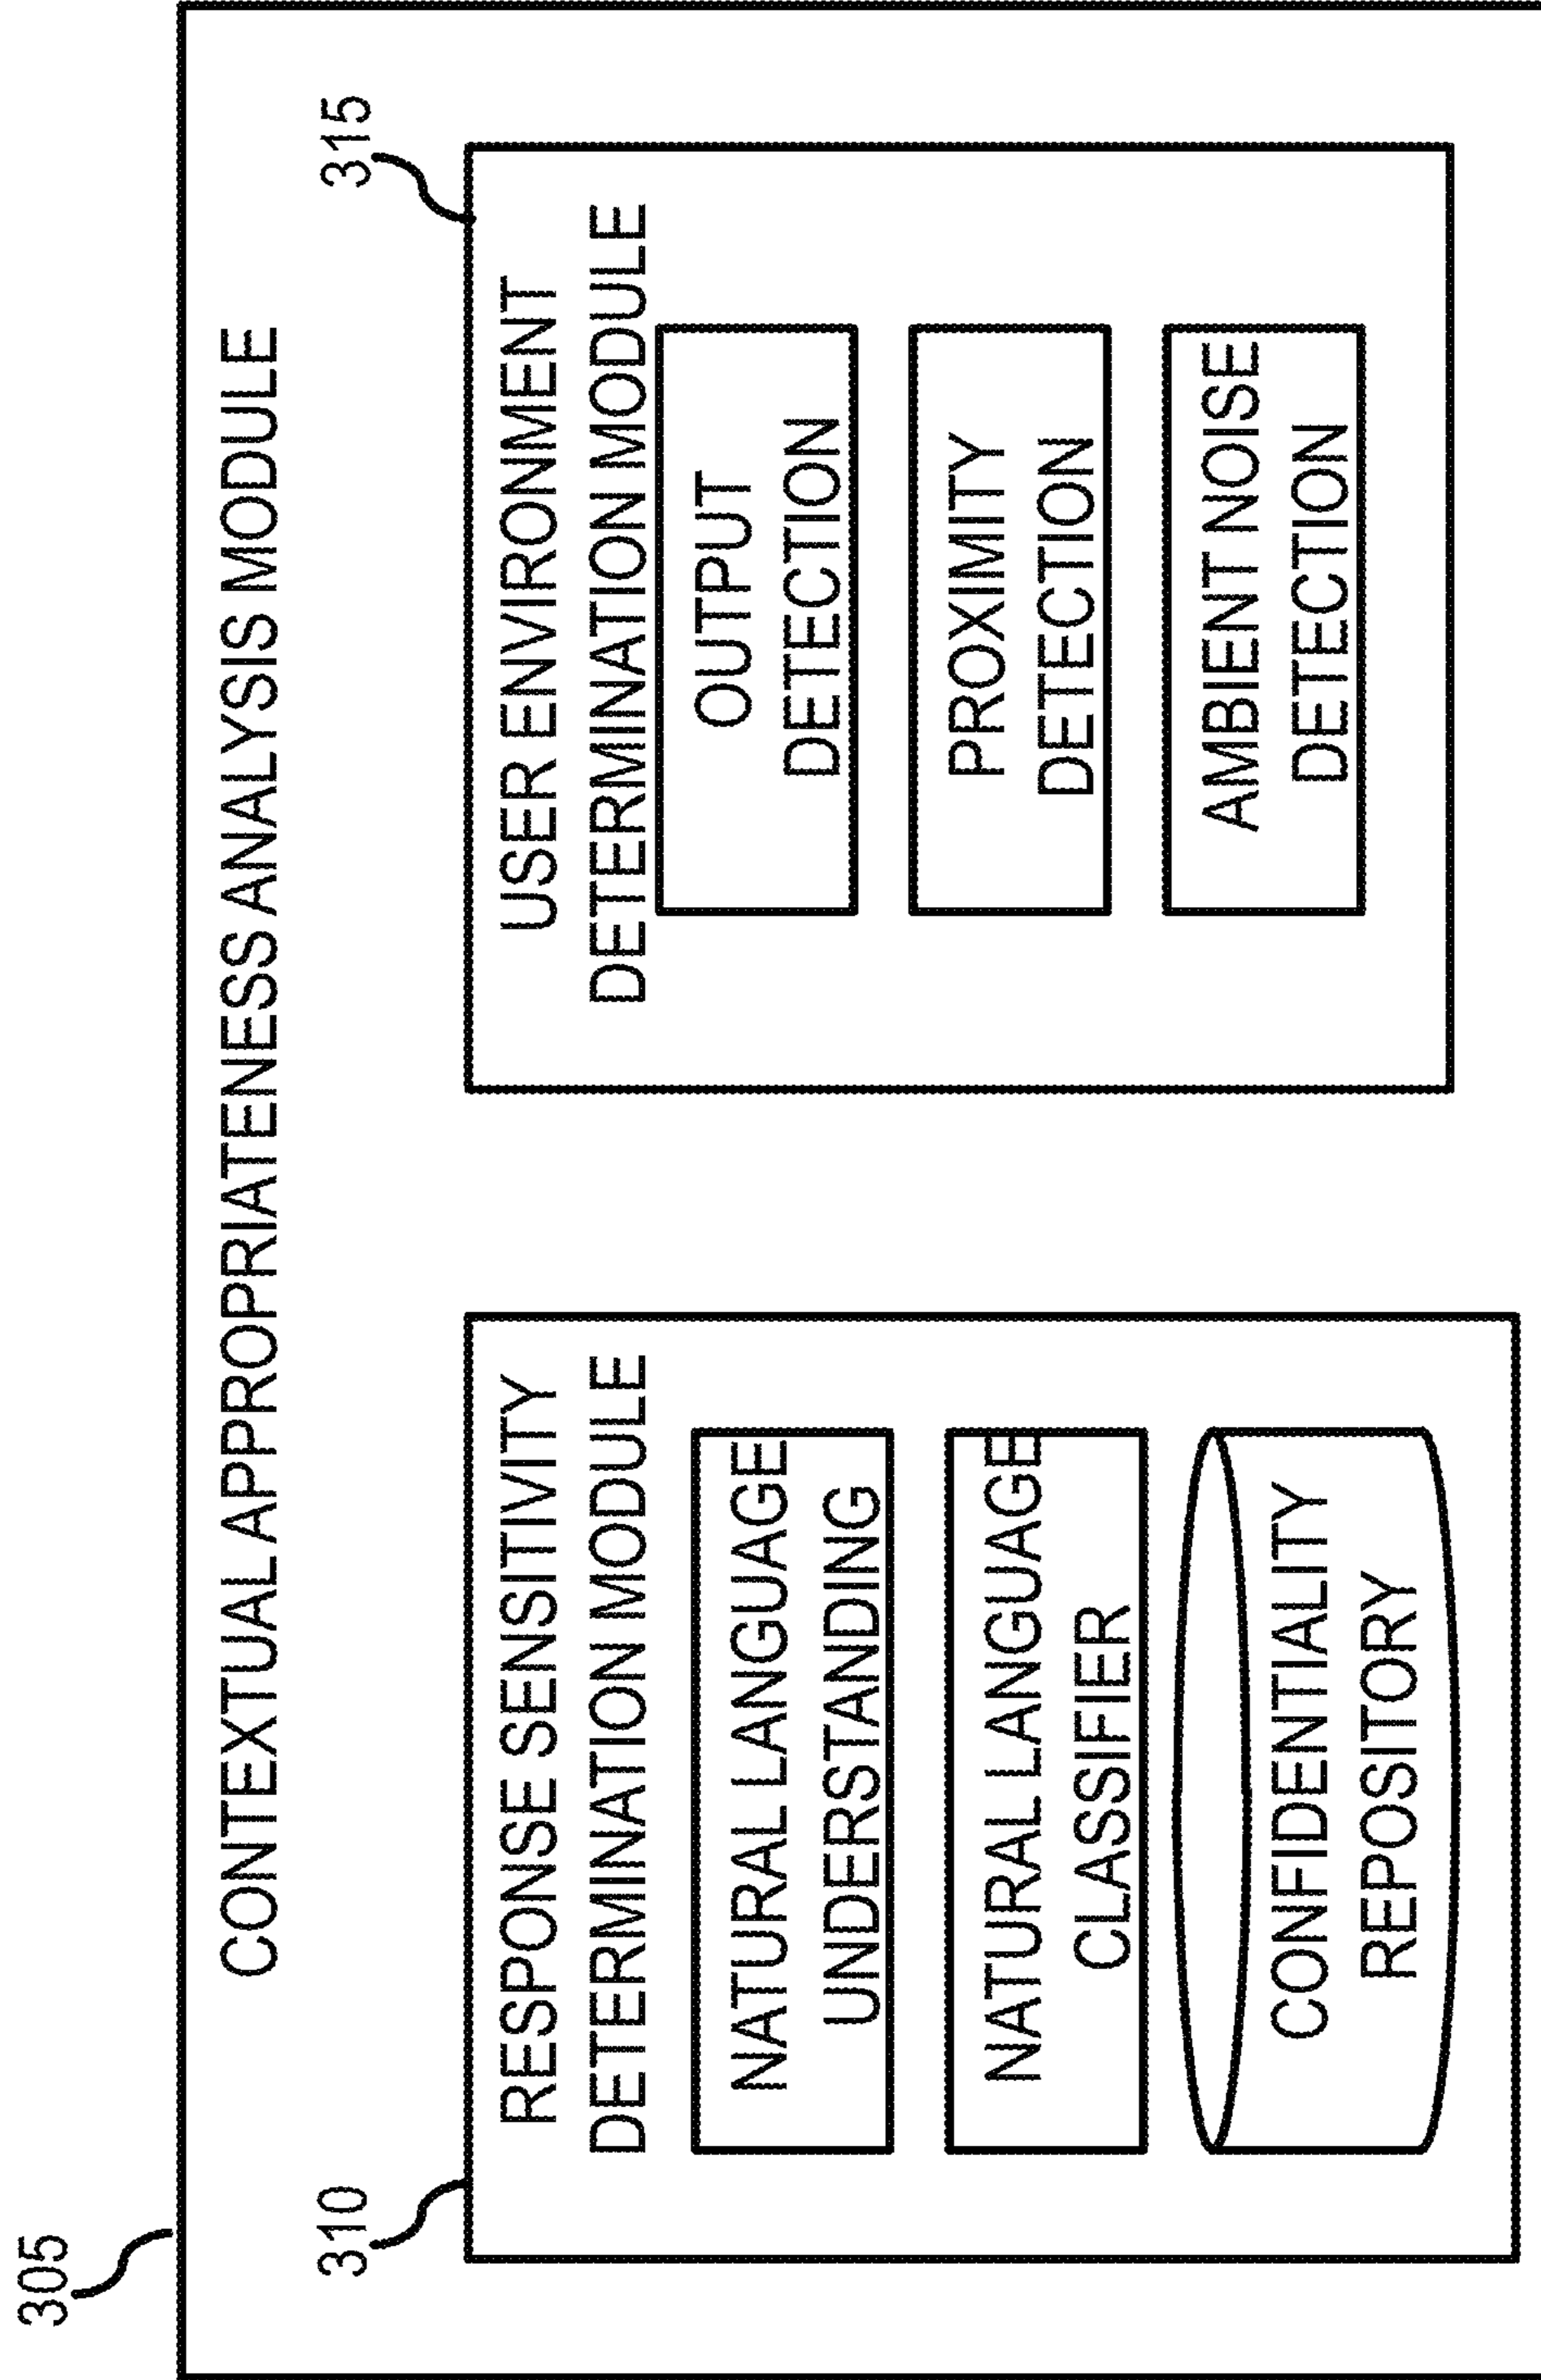 305
CONTEXTUAL APPROPRIATENESS ANALYSIS MODULE
310
RESPONSE SENSITIVITY
DETERMINATION MODULE
NATURAL LANGUAGE
UNDERSTANDING
NATURAL LANGUAGE
CLASSIFIER
CONFIDENTIALITY
REPOSITORY
315
USER ENVIRONMENT
DETERMINATION MODULE
OUTPUT
DETECTION
PROXIMITY
DETECTION
AMBIENT NOISE
DETECTION